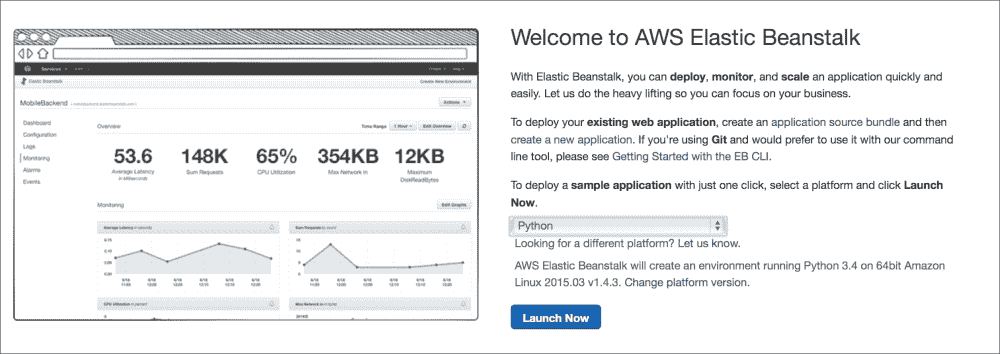 Welcome to AWS Elastic Beanstalk
With Elastic Beanstalk, you can deploy, monitor, and scale an application quickly and
easily. Let us do the heavy lifting so you can focus on your business.
To deploy your existing web application, create an application source bundle and then
create a new application. If you're using Git and would prefer to use it with our command
line tool, please see Getting Started with the EB CLI.
To deploy a sample application with just one click, select a platform and click Launch
Now.
Python
Looking for a different platform? Let us know.
AWS Elastic Beanstalk will create an environment running Python 3.4 on 64bit Amazon
Linux 2015.03 v1.4.3. Change platform version.
Launch Now
Services
Elastic Beanstalk
Create New Environment
MobileBackend
Actions
Dashboard
Configuration
Logs
Monitoring
Alarms
Events
Overview
Time Range
1 Hour
Edit Overview
53.6
Average Latency
in Milliseconds
148K
Sum Requests
65%
CPU Utilization
354KB
Max Network In
12KB
Maximum
DiskReadBytes
Monitoring
Edit Graphs
Average Latency in seconds
Sum Requests by count
CPU Utilization in percent
Max Network in in bytes